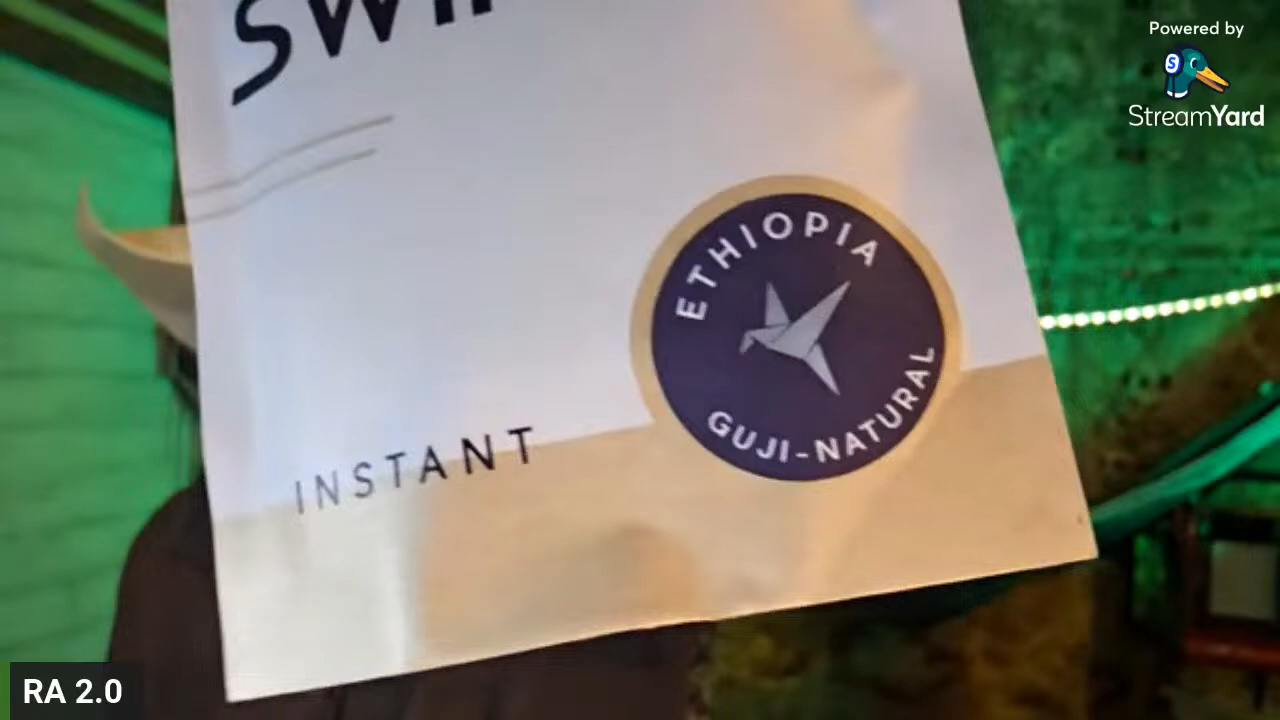 Powered by
StreamYard
ETHIOPIA
GUJI-NATURAL
INSTANT
RA 2.0